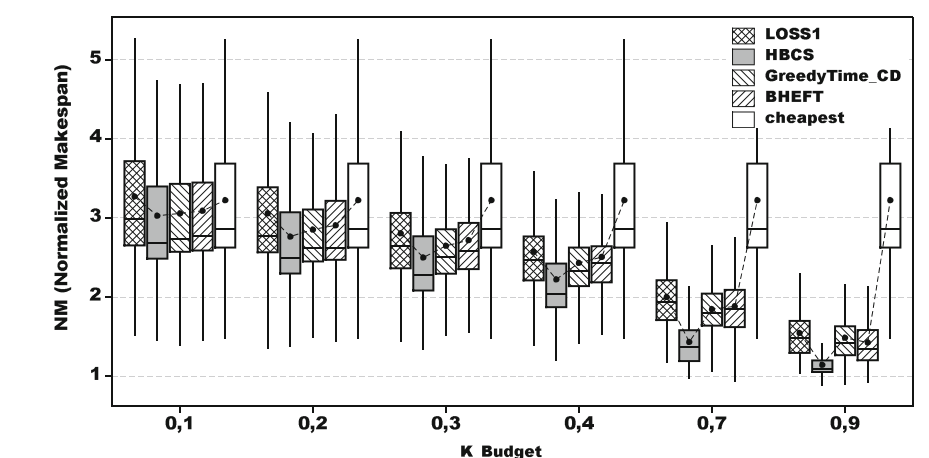 LOSS1
HBCS
GreedyTime_CD
BHEFT
cheapest
NM (Normalized Makespan)
5
4
3
2
1
0,1 0,2 0,3 0,4 0,7 0,9
K Budget